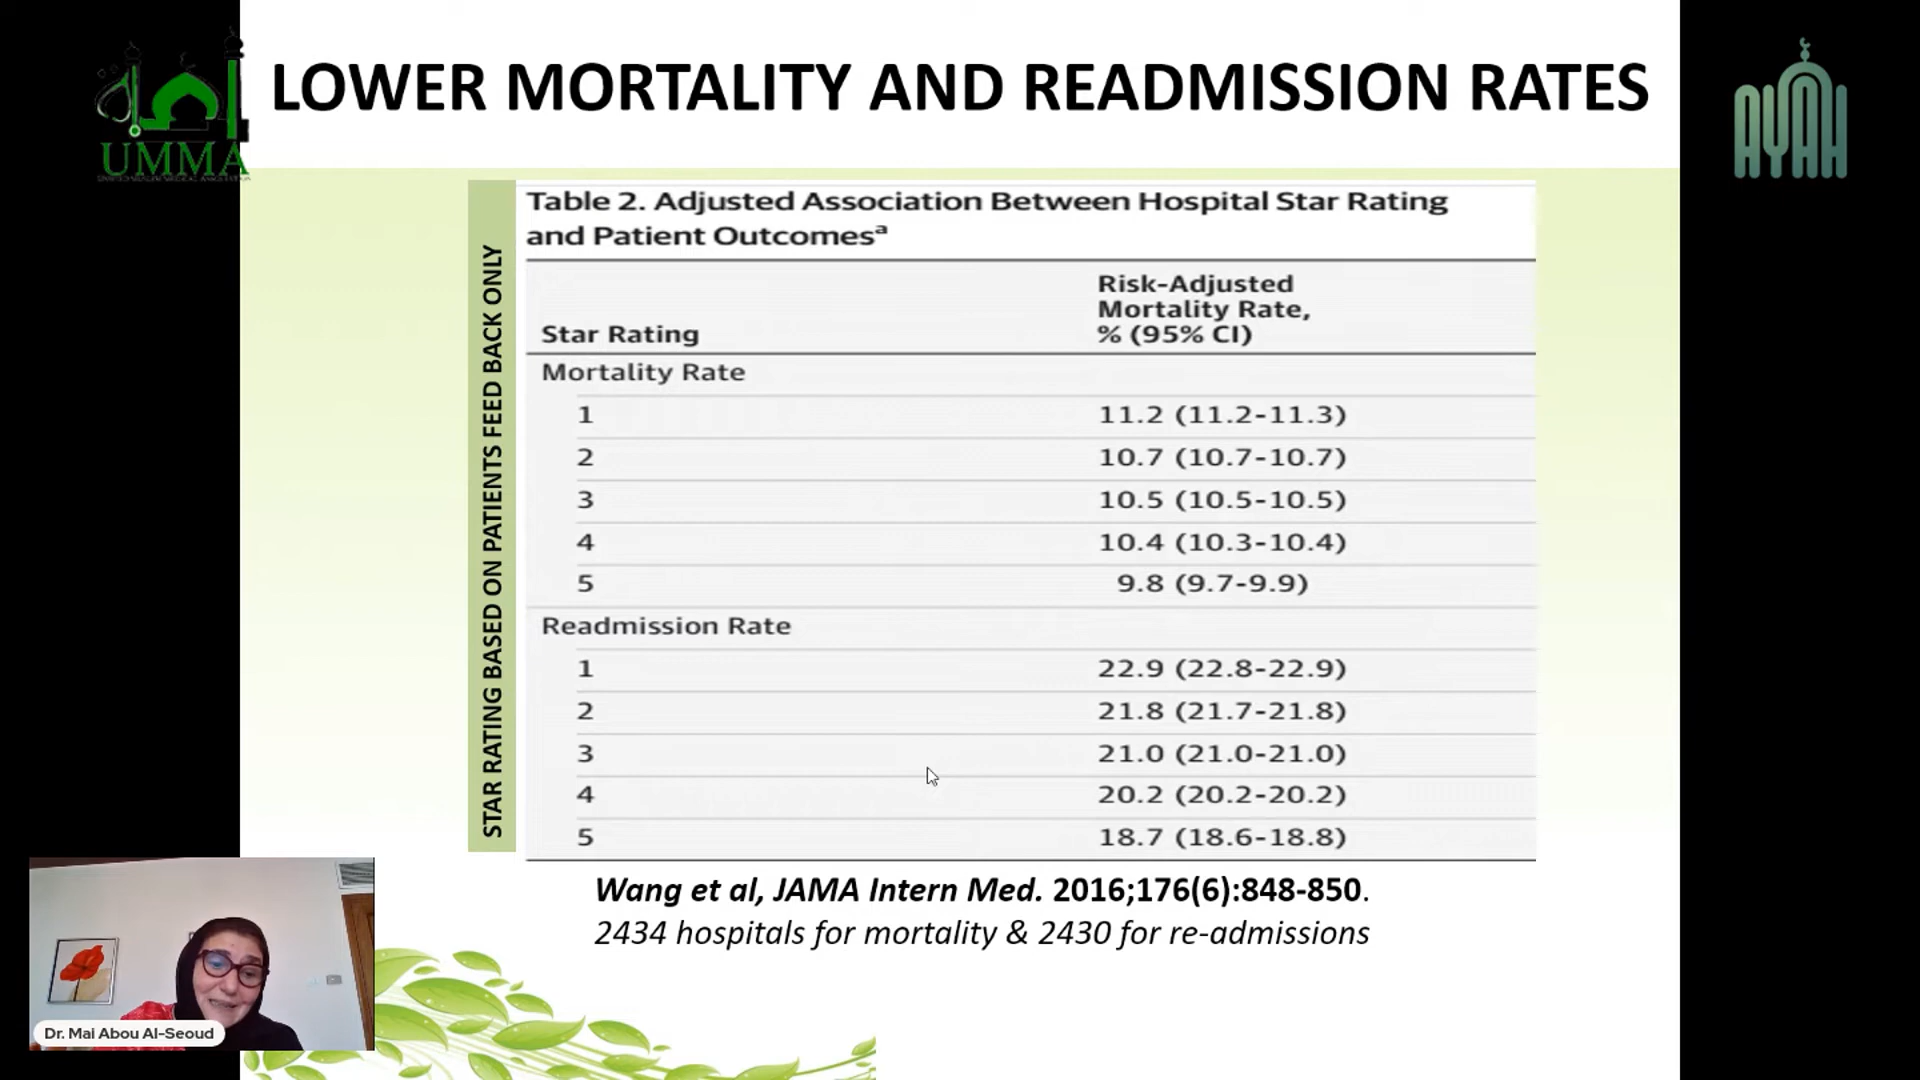 UMMA
LOWER MORTALITY AND READMISSION RATES
AYAH
STAR RATING BASED ON PATIENTS FEED BACK ONLY
Table 2. Adjusted Association Between Hospital Star Rating
and Patient Outcomesᵃ
Star Rating
Risk-Adjusted
Mortality Rate,
% (95% CI)
Mortality Rate
1 11.2 (11.2-11.3)
2 10.7 (10.7-10.7)
3 10.5 (10.5-10.5)
4 10.4 (10.3-10.4)
5 9.8 (9.7-9.9)
Readmission Rate
1 22.9 (22.8-22.9)
2 21.8 (21.7-21.8)
3 21.0 (21.0-21.0)
4 20.2 (20.2-20.2)
5 18.7 (18.6-18.8)
Wang et al, JAMA Intern Med. 2016;176(6):848-850.
2434 hospitals for mortality & 2430 for re-admissions
Dr. Mai Abou Al-Seoud